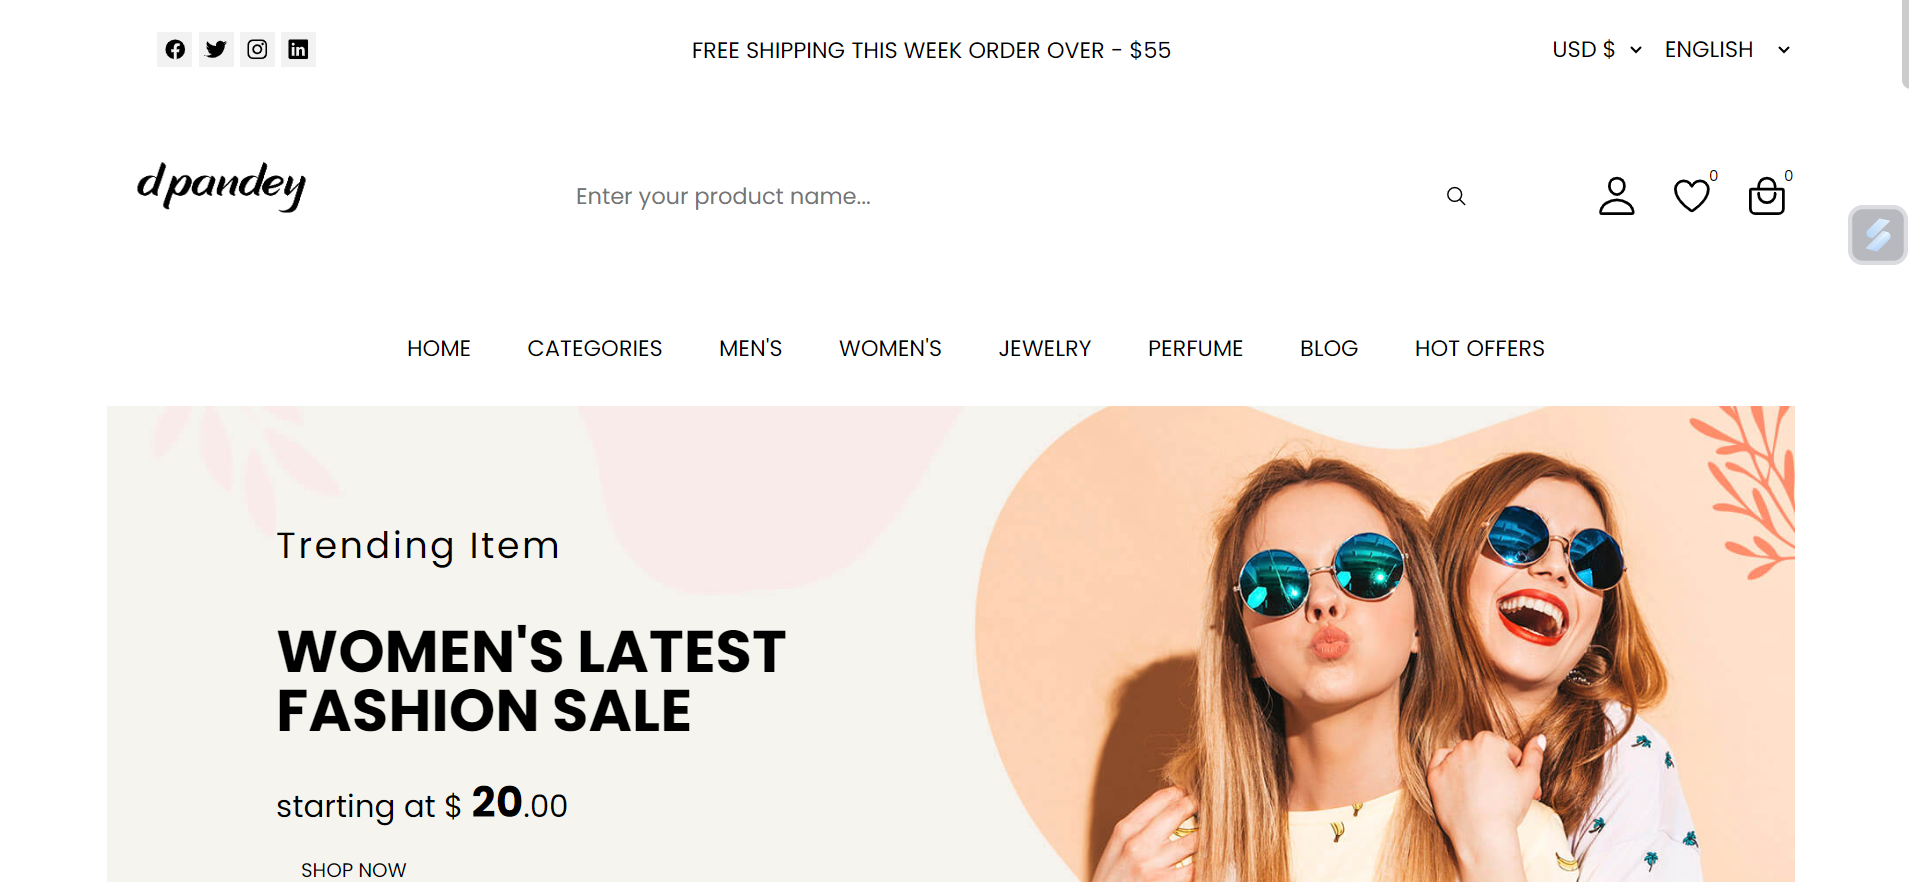 FREE SHIPPING THIS WEEK ORDER OVER - $55
USD $
ENGLISH
dpandey
Enter your product name...
0
0
HOME CATEGORIES MEN'S WOMEN'S JEWELRY PERFUME BLOG HOT OFFERS
Trending Item
WOMEN'S LATEST
FASHION SALE
starting at $ 20.00
SHOP NOW